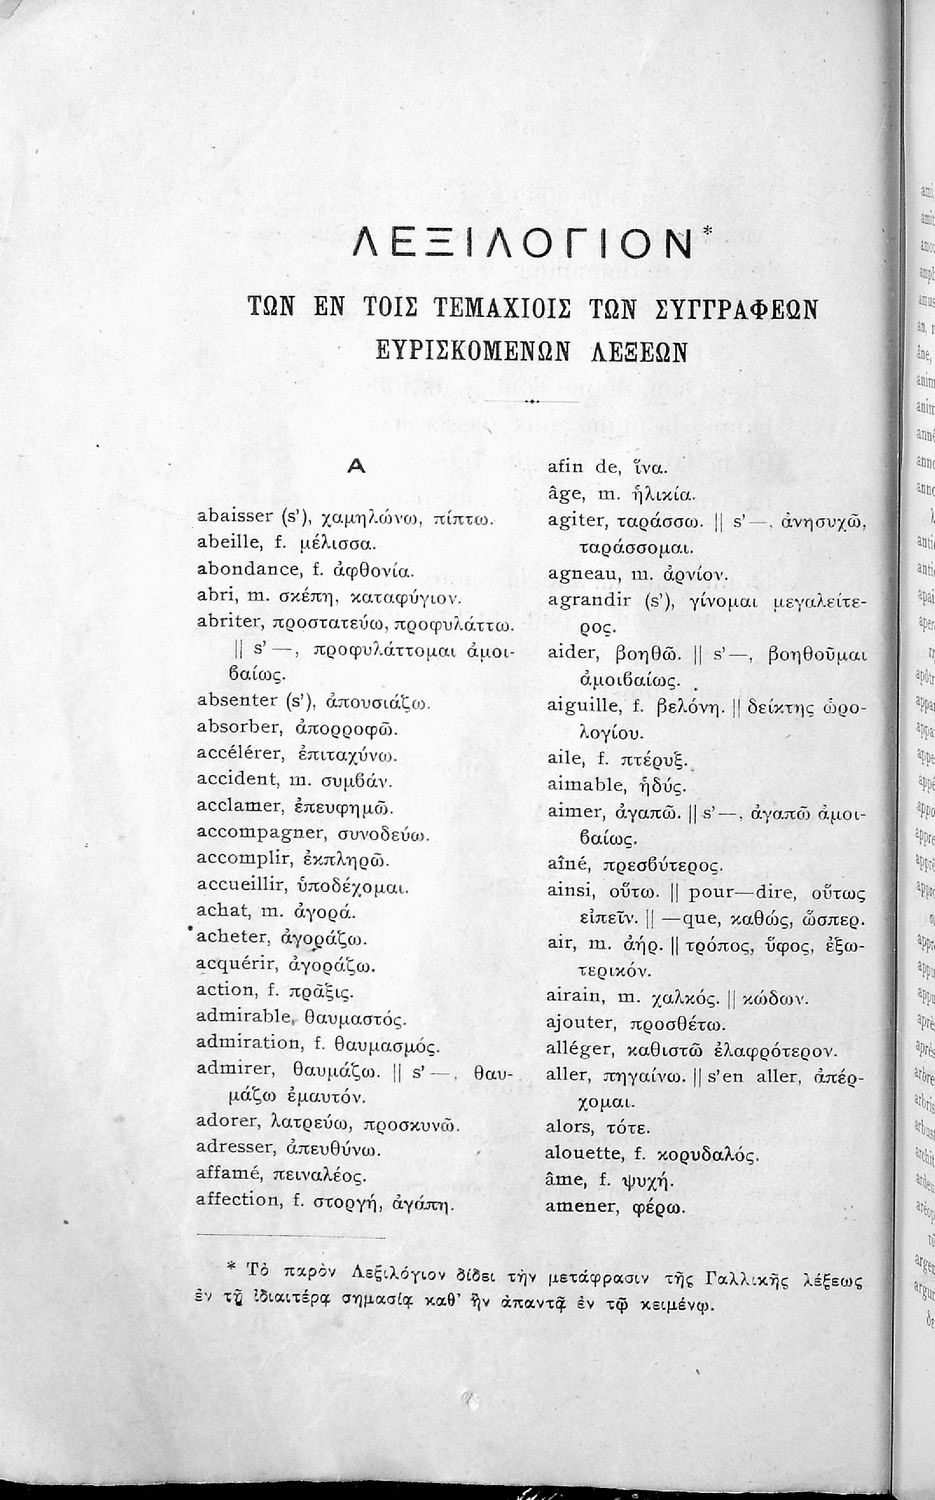 ΛΕΞΙΛΟΓΙΟΝ*
ΤΩΝ ΕΝ ΤΟΙΣ ΤΕΜΑΧΙΟΙΣ ΤΩΝ ΣΥΓΓΡΑΦΕΩΝ
ΕΥΡΙΣΚΟΜΕΝΩΝ ΛΕΞΕΩΝ
A
abaisser (s'), χαμηλώνω, πίπτω.
abeille, f. μέλισσα.
abondance, f. ἀφθονία.
abri, m. σκέπη, καταφύγιον.
abriter, προστατεύω, προφυλάττω.
|| s' —, προφυλάττομαι ἀμοι-
βαίως.
absenter (s'), ἀπουσιάζω.
absorber, ἀπορροφῶ.
accélérer, ἐπιταχύνω.
accident, m. συμβάν.
acclamer, ἐπευφημῶ.
accompagner, συνοδεύω.
accomplir, ἐκπληρῶ.
accueillir, ὑποδέχομαι.
achat, m. ἀγορά.
acheter, ἀγοράζω.
acquérir, ἀγοράζω.
action, f. πρᾶξις.
admirable, θαυμαστός.
admiration, f. θαυμασμός.
admirer, θαυμάζω. || s' —, θαυ-
μάζω ἐμαυτόν.
adorer, λατρεύω, προσκυνῶ.
adresser, ἀπευθύνω.
affamé, πειναλέος.
affection, f. στοργή, ἀγάπη.
afin de, ἵνα.
âge, m. ἡλικία.
agiter, ταράσσω. || s' —, ἀνησυχῶ,
ταράσσομαι.
agneau, m. ἀρνίον.
agrandir (s'), γίνομαι μεγαλείτε-
ρος.
aider, βοηθῶ. || s' —, βοηθοῦμαι
ἀμοιβαίως.
aiguille, f. βελόνη. || δείκτης ὡρο-
λογίου.
aile, f. πτέρυξ.
aimable, ἡδύς.
aimer, ἀγαπῶ. || s' —, ἀγαπῶ ἀμοι-
βαίως.
aîné, πρεσβύτερος.
ainsi, οὕτω. || pour—dire, οὕτως
εἰπεῖν. || —que, καθώς, ὥσπερ.
air, m. ἀήρ. || τρόπος, ὕφος, ἐξω-
τερικόν.
airain, m. χαλκός. || κώδων.
ajouter, προσθέτω.
alléger, καθιστῶ ἐλαφρότερον.
aller, πηγαίνω. || s'en aller, ἀπέρ-
χομαι.
alors, τότε.
alouette, f. κορυδαλός.
âme, f. ψυχή.
amener, φέρω.
* Τὸ παρὸν Λεξιλόγιον δίδει τὴν μετάφρασιν τῆς Γαλλικῆς λέξεως
ἐν τῇ ἰδιαιτέρᾳ σημασίᾳ καθ' ἣν ἀπαντᾷ ἐν τῷ κειμένῳ.